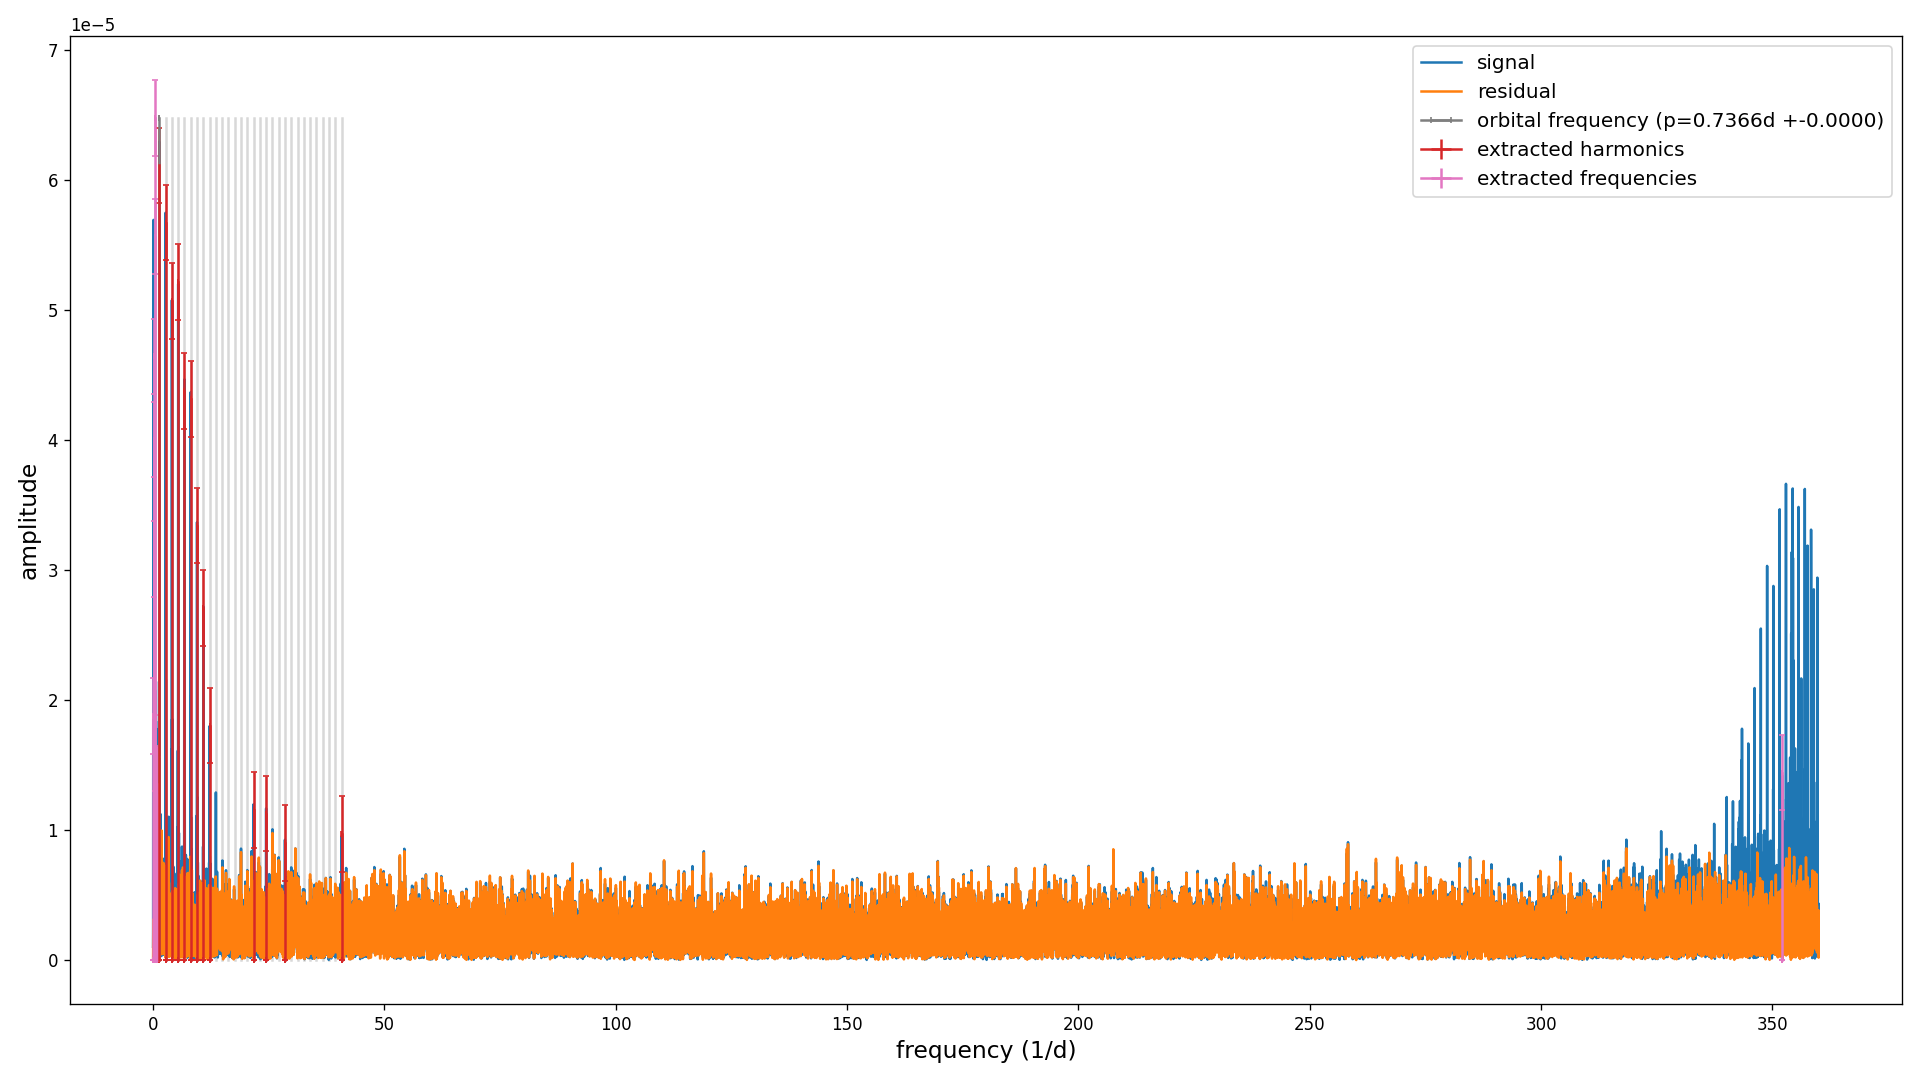 1e−5
7
6
5
4
3
2
1
0
amplitude
signal
residual
orbital frequency (p=0.7366d +-0.0000)
extracted harmonics
extracted frequencies
0 50 100 150 200 250 300 350
frequency (1/d)